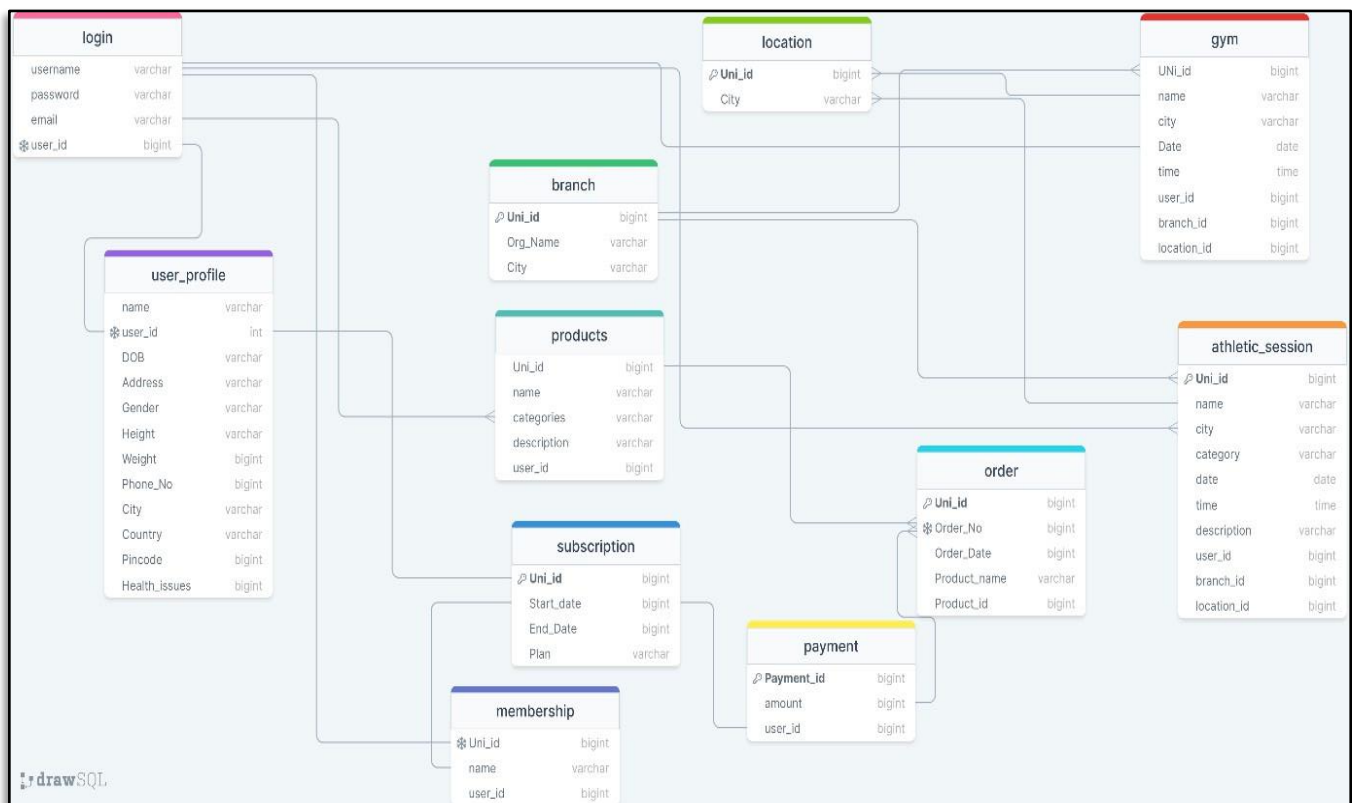 login
username varchar
password varchar
email varchar
user_id bigint
location
Uni_id bigint
City varchar
gym
UNi_id bigint
name varchar
city varchar
Date date
time time
user_id bigint
branch_id bigint
location_id bigint
branch
Uni_id bigint
Org_Name varchar
City varchar
user_profile
name varchar
user_id int
DOB varchar
Address varchar
Gender varchar
Height varchar
Weight bigint
Phone_No bigint
City varchar
Country varchar
Pincode bigint
Health_issues bigint
products
Uni_id bigint
name varchar
categories varchar
description varchar
user_id bigint
athletic_session
Uni_id bigint
name varchar
city varchar
category varchar
date date
time time
description varchar
user_id bigint
branch_id bigint
location_id bigint
order
Uni_id bigint
Order_No bigint
Order_Date bigint
Product_name varchar
Product_id bigint
subscription
Uni_id bigint
Start_date bigint
End_Date bigint
Plan varchar
payment
Payment_id bigint
amount bigint
user_id bigint
membership
Uni_id bigint
name varchar
user_id bigint
drawSQL